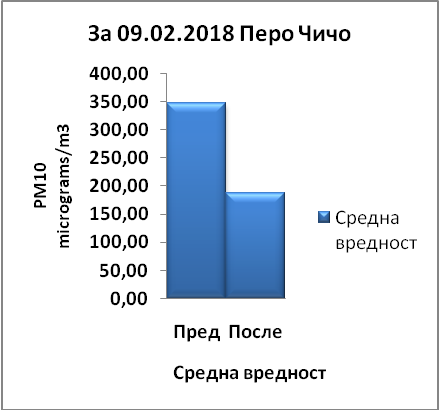 За 09.02.2018 Перо Чичо
400,00
350,00
300,00
250,00
200,00
150,00
100,00
50,00
0,00
PM10
micrograms/m3
Пред После
Средна вредност
Средна
вредност